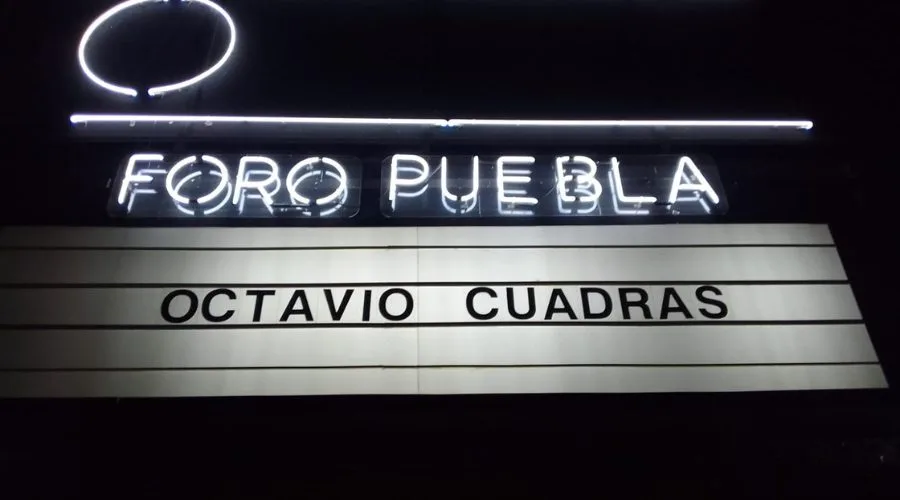 FORO PUEBLA
OCTAVIO CUADRAS